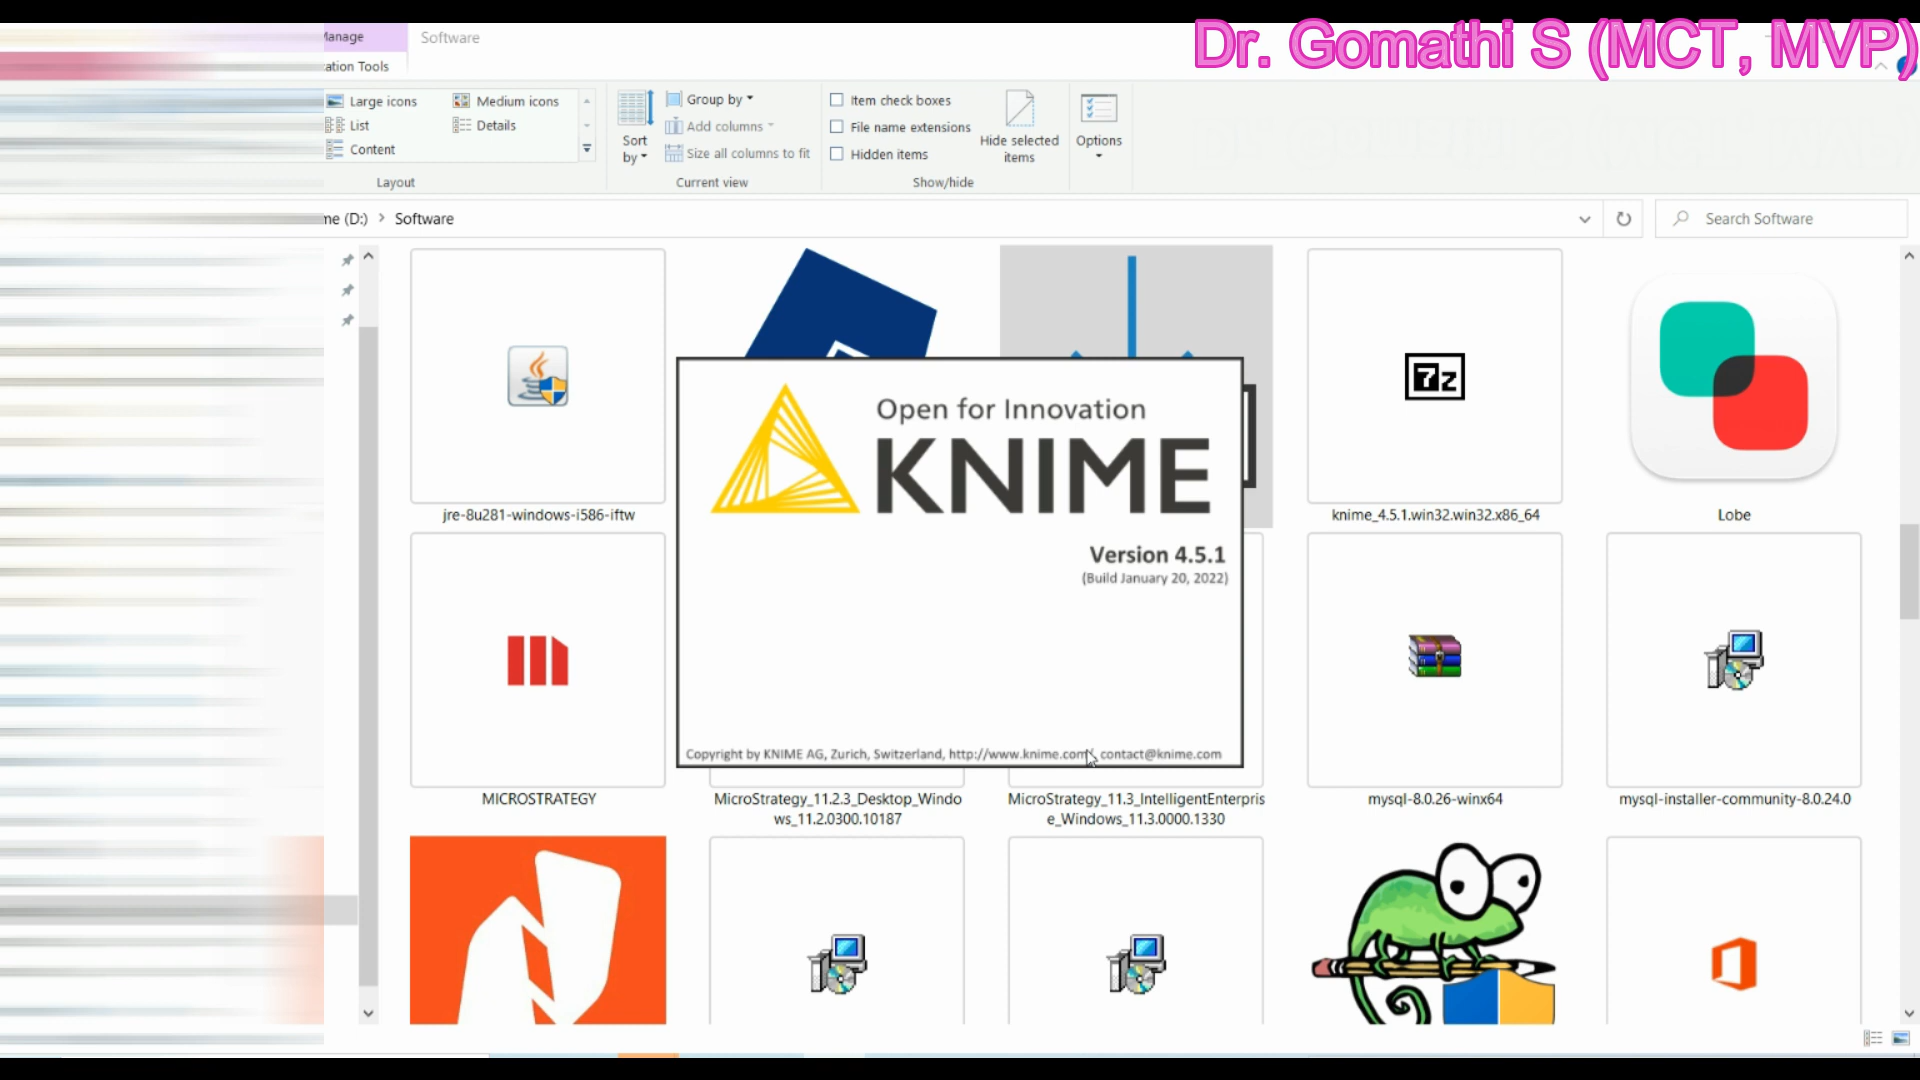 Dr. Gomathi S (MCT, MVP)
Manage
Software
ation Tools
Large icons
Medium icons
List
Details
Content
Layout
Sort by
Group by
Add columns
Size all columns to fit
Current view
Item check boxes
File name extensions
Hidden items
Hide selected items
Show/hide
Options
me (D:) > Software
Search Software
Open for Innovation
KNIME
Version 4.5.1
(Build January 20, 2022)
Copyright by KNIME AG, Zurich, Switzerland, http://www.knime.com/, contact@knime.com
7z
jre-8u281-windows-i586-iftw
knime_4.5.1.win32.win32.x86_64
Lobe
MICROSTRATEGY
MicroStrategy_11.2.3_Desktop_Windo
ws_11.2.0300.10187
MicroStrategy_11.3_IntelligentEnterpris
e_Windows_11.3.0000.1330
mysql-8.0.26-winx64
mysql-installer-community-8.0.24.0